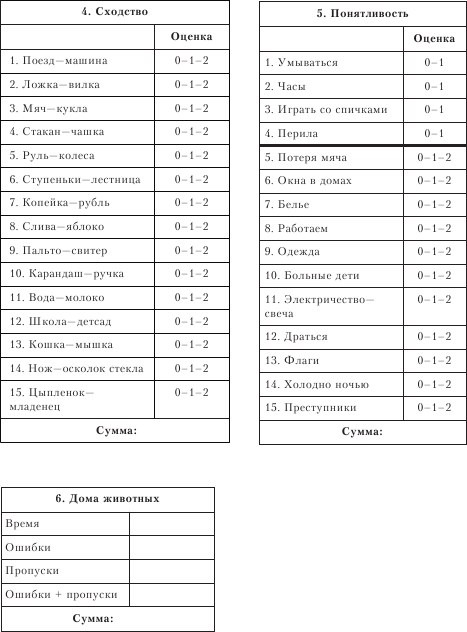 4. Сходство
Оценка
1. Поезд—машина 0–1–2
2. Ложка—вилка 0–1–2
3. Мяч—кукла 0–1–2
4. Стакан—чашка 0–1–2
5. Руль—колеса 0–1–2
6. Ступеньки—лестница 0–1–2
7. Копейка—рубль 0–1–2
8. Слива—яблоко 0–1–2
9. Пальто—свитер 0–1–2
10. Карандаш—ручка 0–1–2
11. Вода—молоко 0–1–2
12. Школа—детсад 0–1–2
13. Кошка—мышка 0–1–2
14. Нож—осколок стекла 0–1–2
15. Цыпленок— 0–1–2
младенец
Сумма:
5. Понятливость
Оценка
1. Умываться 0–1
2. Часы 0–1
3. Играть со спичками 0–1
4. Перила 0–1
5. Потеря мяча 0–1–2
6. Окна в домах 0–1–2
7. Белье 0–1–2
8. Работаем 0–1–2
9. Одежда 0–1–2
10. Больные дети 0–1–2
11. Электричество— 0–1–2
свеча
12. Драться 0–1–2
13. Флаги 0–1–2
14. Холодно ночью 0–1–2
15. Преступники 0–1–2
Сумма:
6. Дома животных
Время
Ошибки
Пропуски
Ошибки + пропуски
Сумма: